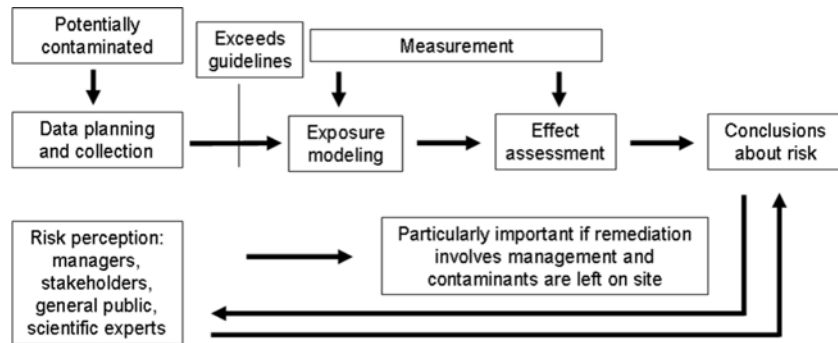 Potentially
contaminated
Exceeds
guidelines
Measurement
Data planning
and collection
Exposure
modeling
Effect
assessment
Conclusions
about risk
Risk perception:
managers,
stakeholders,
general public,
scientific experts
Particularly important if remediation
involves management and
contaminants are left on site